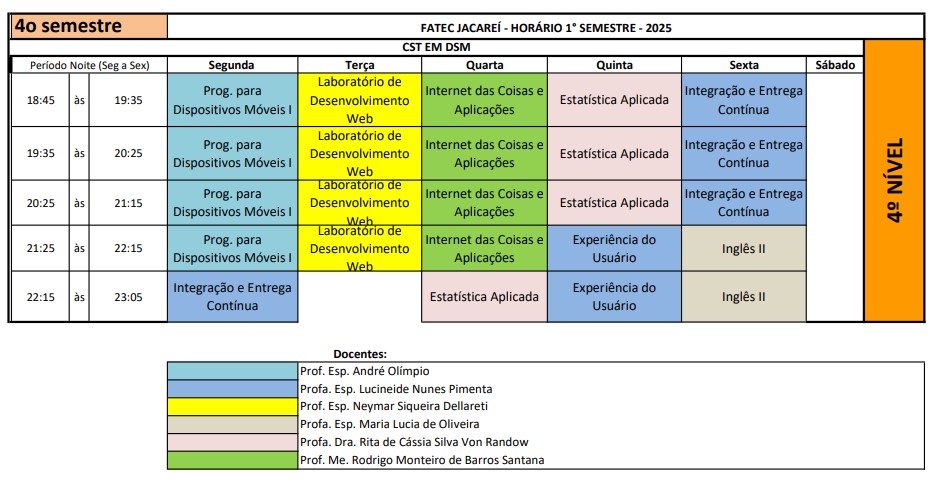 4o semestre
FATEC JACAREÍ - HORÁRIO 1° SEMESTRE - 2025
CST EM DSM
Período Noite (Seg a Sex) Segunda Terça Quarta Quinta Sexta Sábado
18:45 às 19:35
Prog. para
Dispositivos Móveis I
Laboratório de
Desenvolvimento
Web
Internet das Coisas e
Aplicações
Estatística Aplicada
Integração e Entrega
Contínua
19:35 às 20:25
Prog. para
Dispositivos Móveis I
Laboratório de
Desenvolvimento
Web
Internet das Coisas e
Aplicações
Estatística Aplicada
Integração e Entrega
Contínua
20:25 às 21:15
Prog. para
Dispositivos Móveis I
Laboratório de
Desenvolvimento
Web
Internet das Coisas e
Aplicações
Estatística Aplicada
Integração e Entrega
Contínua
21:25 às 22:15
Prog. para
Dispositivos Móveis I
Laboratório de
Desenvolvimento
Web
Internet das Coisas e
Aplicações
Experiência do
Usuário
Inglês II
22:15 às 23:05
Integração e Entrega
Contínua
Estatística Aplicada
Experiência do
Usuário
Inglês II
4º NÍVEL
Docentes:
Prof. Esp. André Olímpio
Profa. Esp. Lucineide Nunes Pimenta
Prof. Esp. Neymar Siqueira Dellareti
Profa. Esp. Maria Lucia de Oliveira
Profa. Dra. Rita de Cássia Silva Von Randow
Prof. Me. Rodrigo Monteiro de Barros Santana